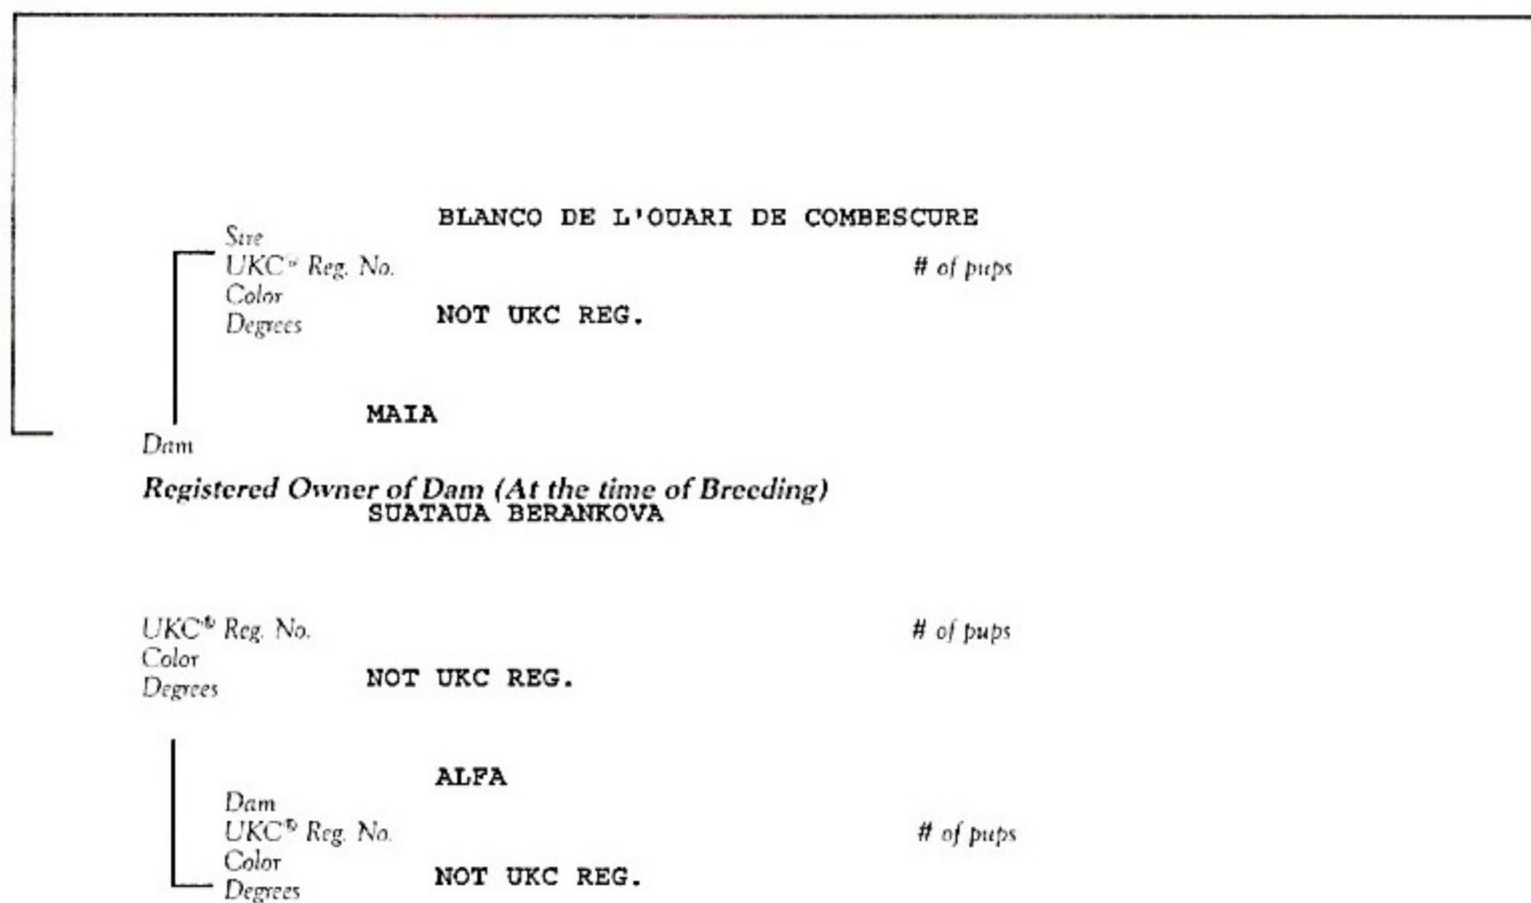 BLANCO DE L'OUARI DE COMBESCURE
Sire
UKC® Reg. No. # of pups
Color
Degrees NOT UKC REG.
MAIA
Dam
Registered Owner of Dam (At the time of Breeding)
SUATAUA BERANKOVA
UKC® Reg. No. # of pups
Color
Degrees NOT UKC REG.
ALFA
Dam
UKC® Reg. No. # of pups
Color
Degrees NOT UKC REG.